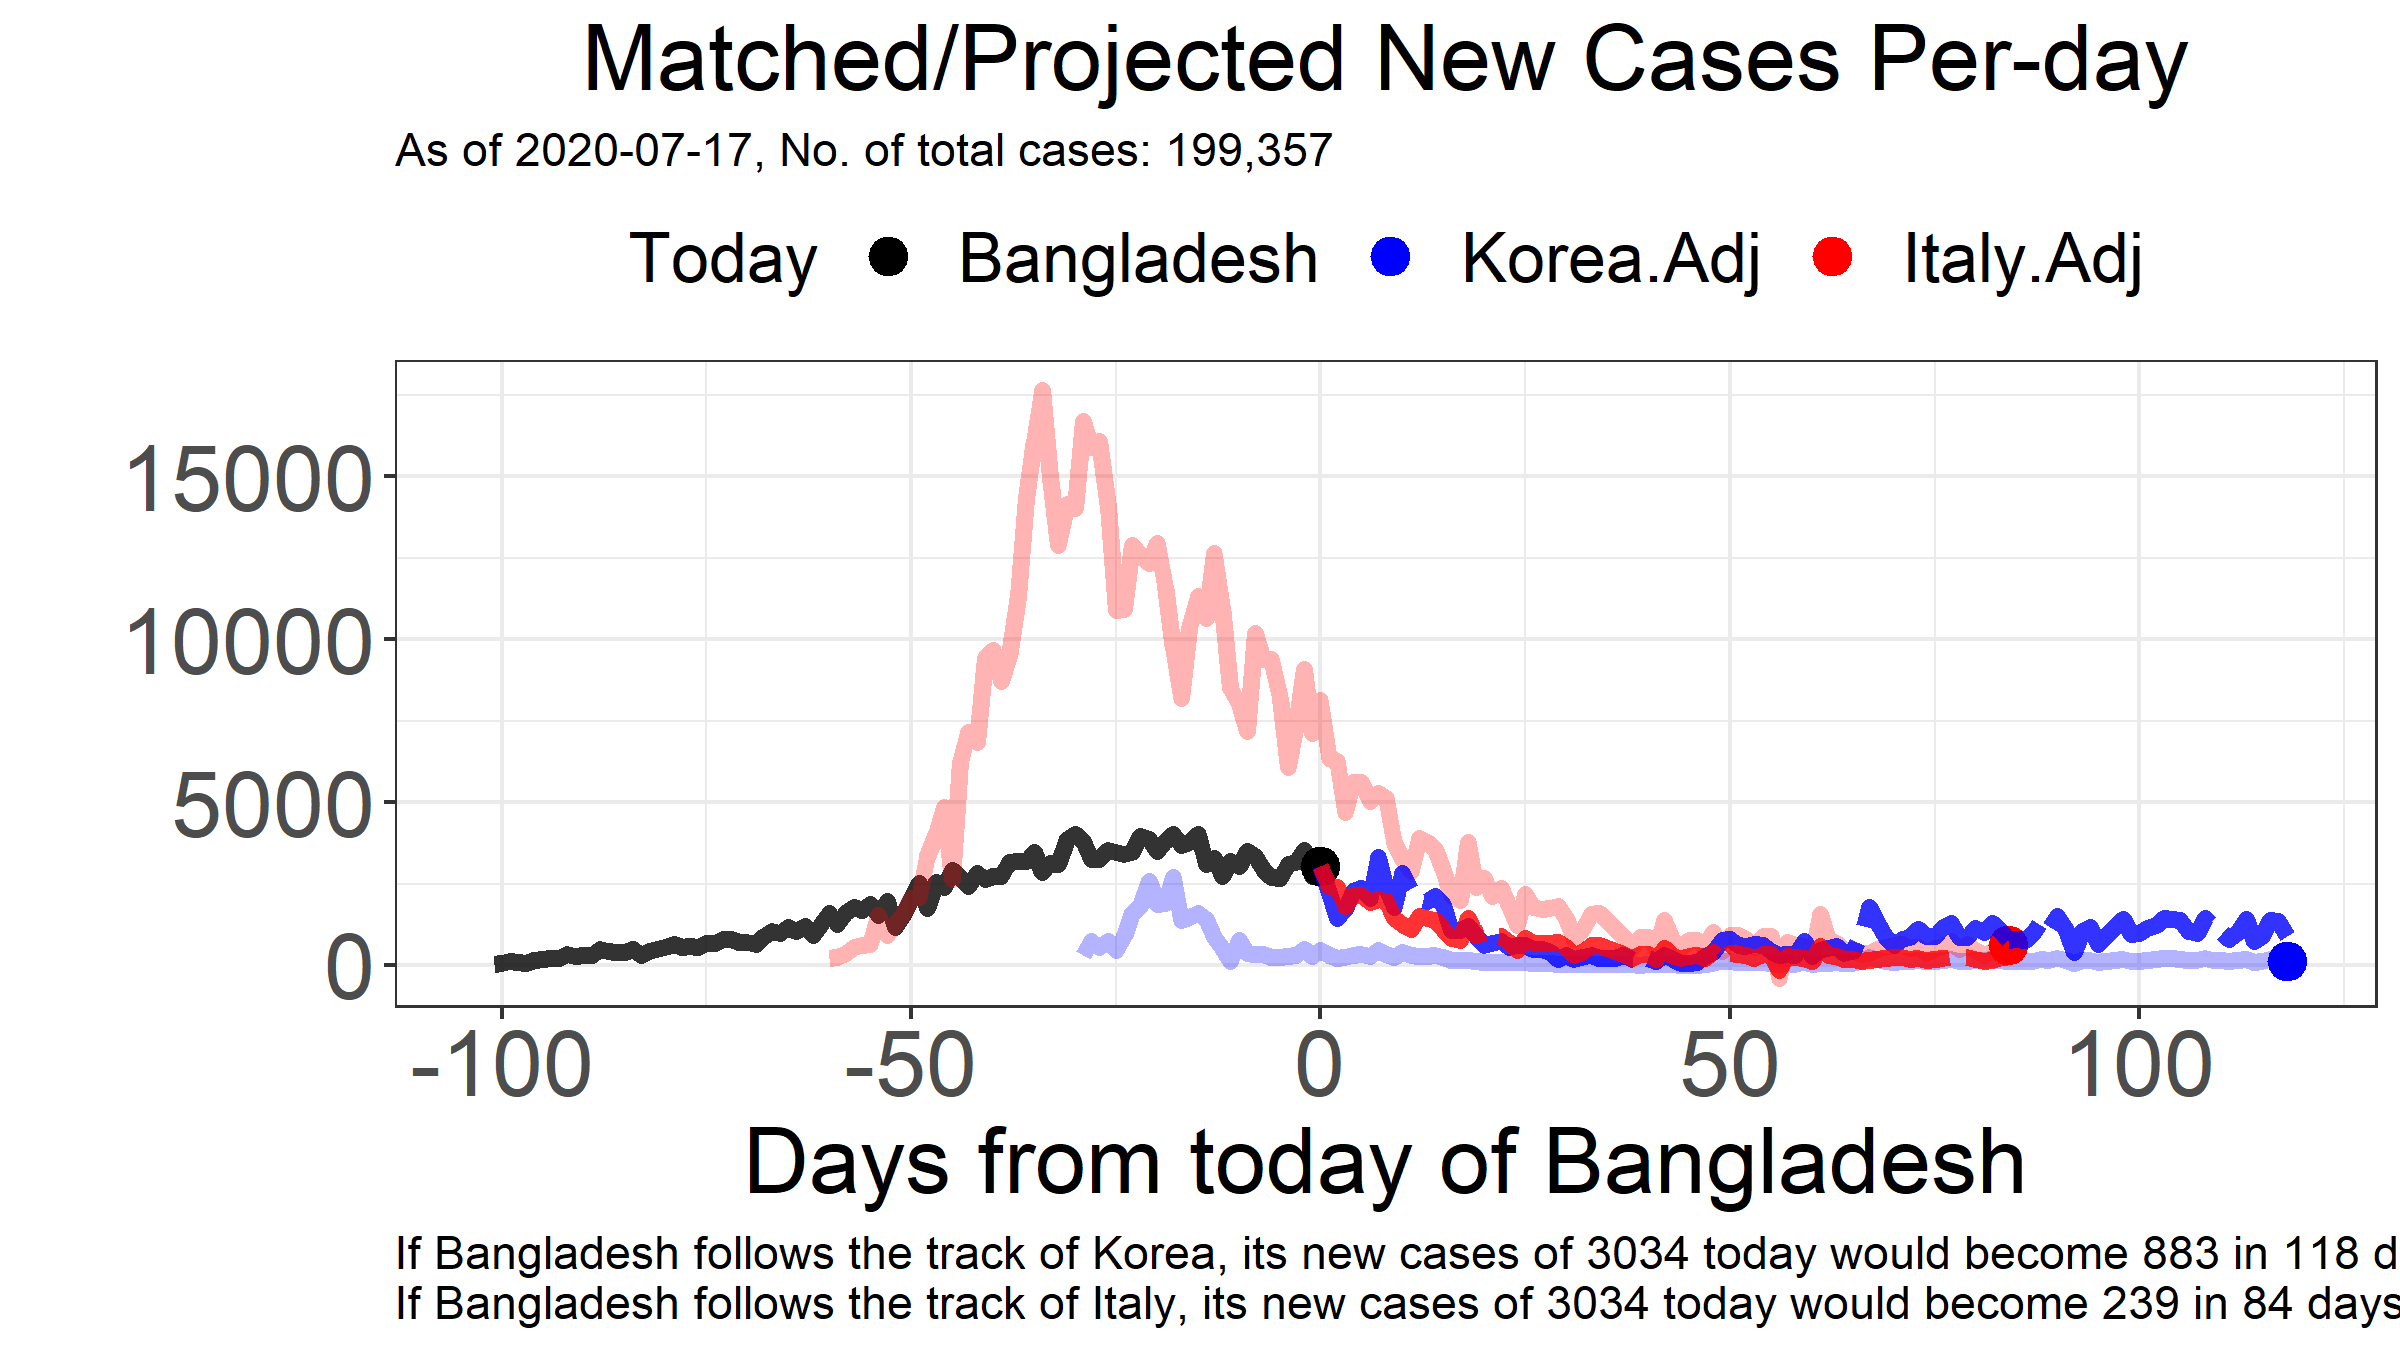 Matched/Projected New Cases Per-day
As of 2020-07-17, No. of total cases: 199,357
Today Bangladesh Korea.Adj Italy.Adj
15000
10000
5000
0
-100 -50 0 50 100
Days from today of Bangladesh
If Bangladesh follows the track of Korea, its new cases of 3034 today would become 883 in 118 d
If Bangladesh follows the track of Italy, its new cases of 3034 today would become 239 in 84 days